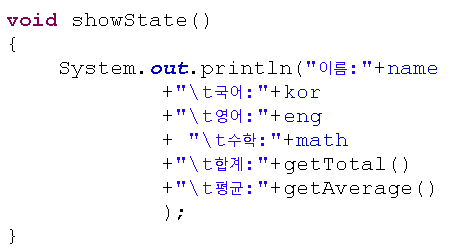 void showState()
{
    System.out.println("이름:"+name
            +"\t국어:"+kor
            +"\t영어:"+eng
            + "\t수학:"+math
            +"\t합계:"+getTotal()
            +"\t평균:"+getAverage()
            );
}